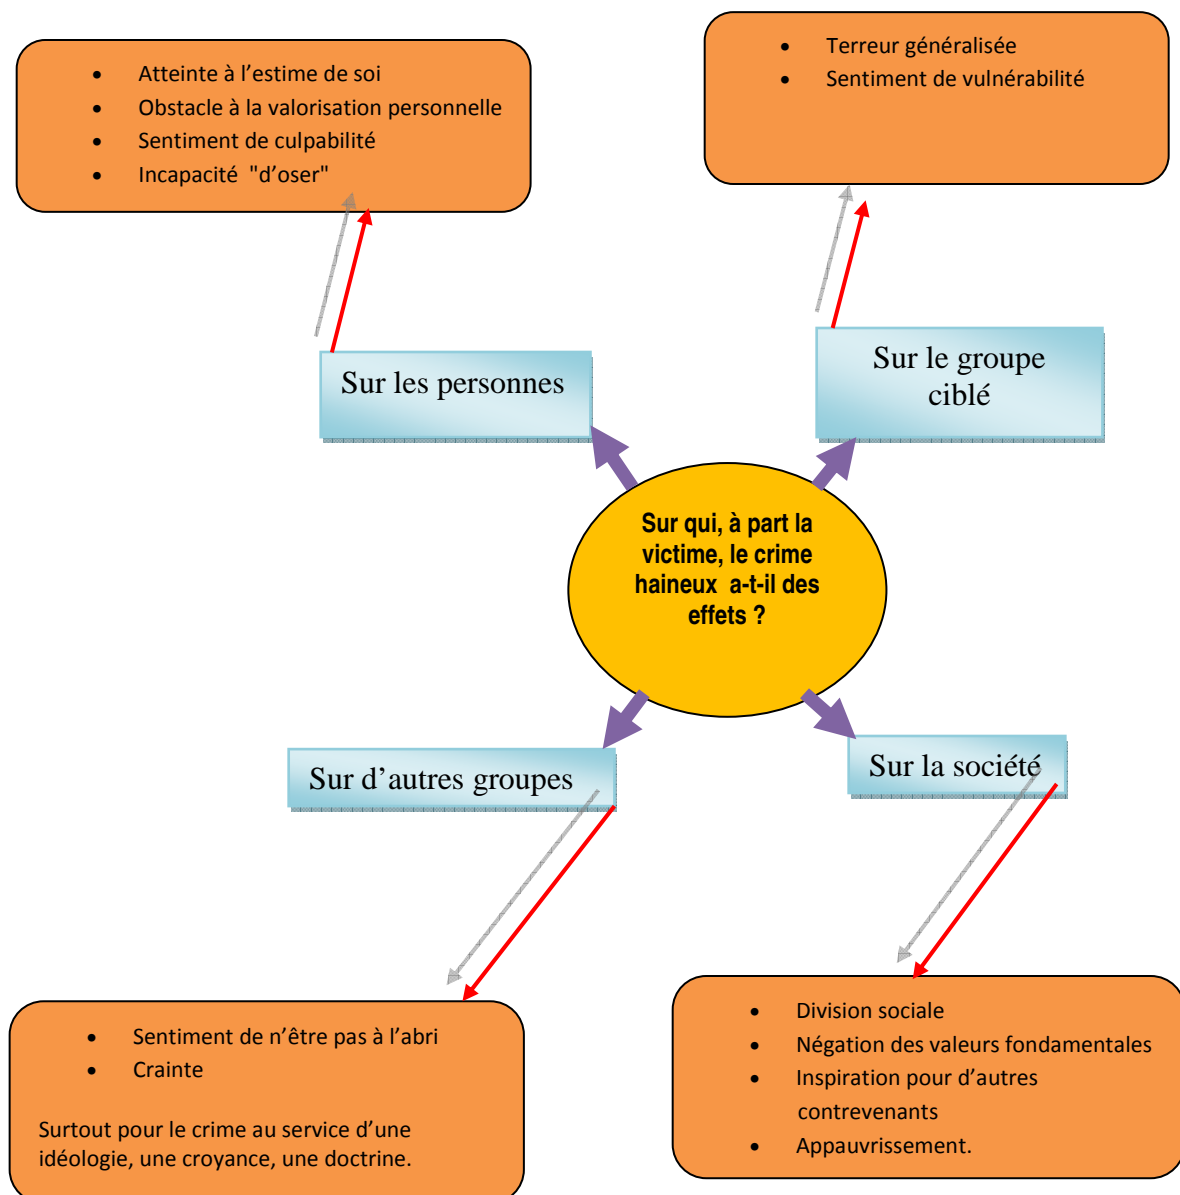 • Atteinte à l’estime de soi
• Obstacle à la valorisation personnelle
• Sentiment de culpabilité
• Incapacité "d’oser"
• Terreur généralisée
• Sentiment de vulnérabilité
Sur les personnes
Sur le groupe
ciblé
Sur qui, à part la
victime, le crime
haineux a-t-il des
effets ?
Sur d’autres groupes
Sur la société
• Sentiment de n’être pas à l’abri
• Crainte
Surtout pour le crime au service d’une
idéologie, une croyance, une doctrine.
• Division sociale
• Négation des valeurs fondamentales
• Inspiration pour d’autres
contrevenants
• Appauvrissement.